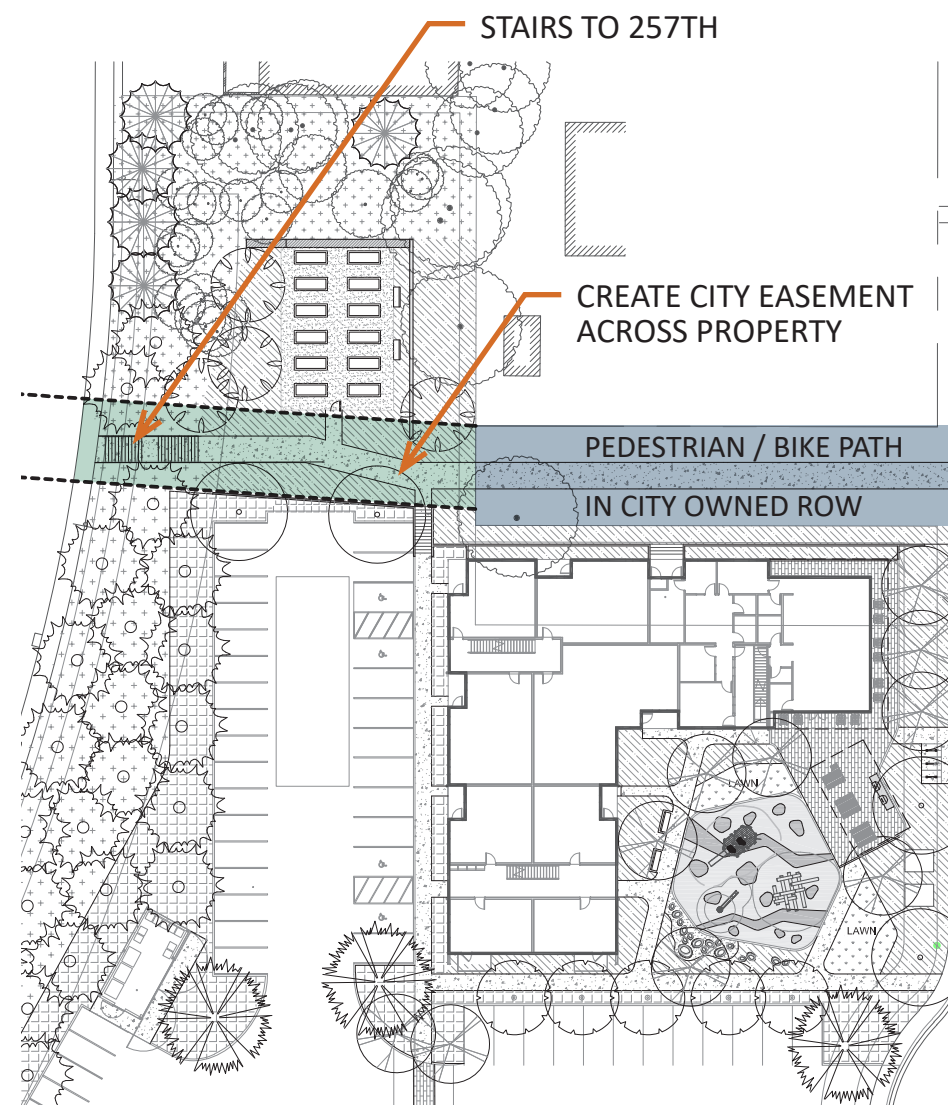 STAIRS TO 257TH
CREATE CITY EASEMENT
ACROSS PROPERTY
PEDESTRIAN / BIKE PATH
IN CITY OWNED ROW
LAWN
LAWN